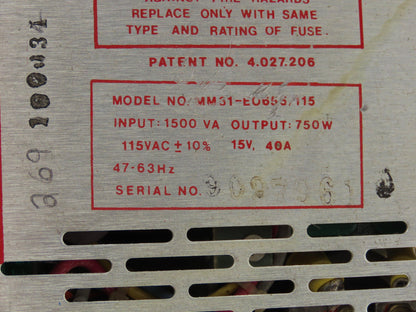 REPLACE ONLY WITH SAME
TYPE AND RATING OF FUSE.
PATENT NO. 4.027.206
MODEL NO. MM31-E0655/115
INPUT: 1500 VA OUTPUT: 750W
115VAC ± 10% 15V, 40A
47-63Hz
SERIAL NO.
269